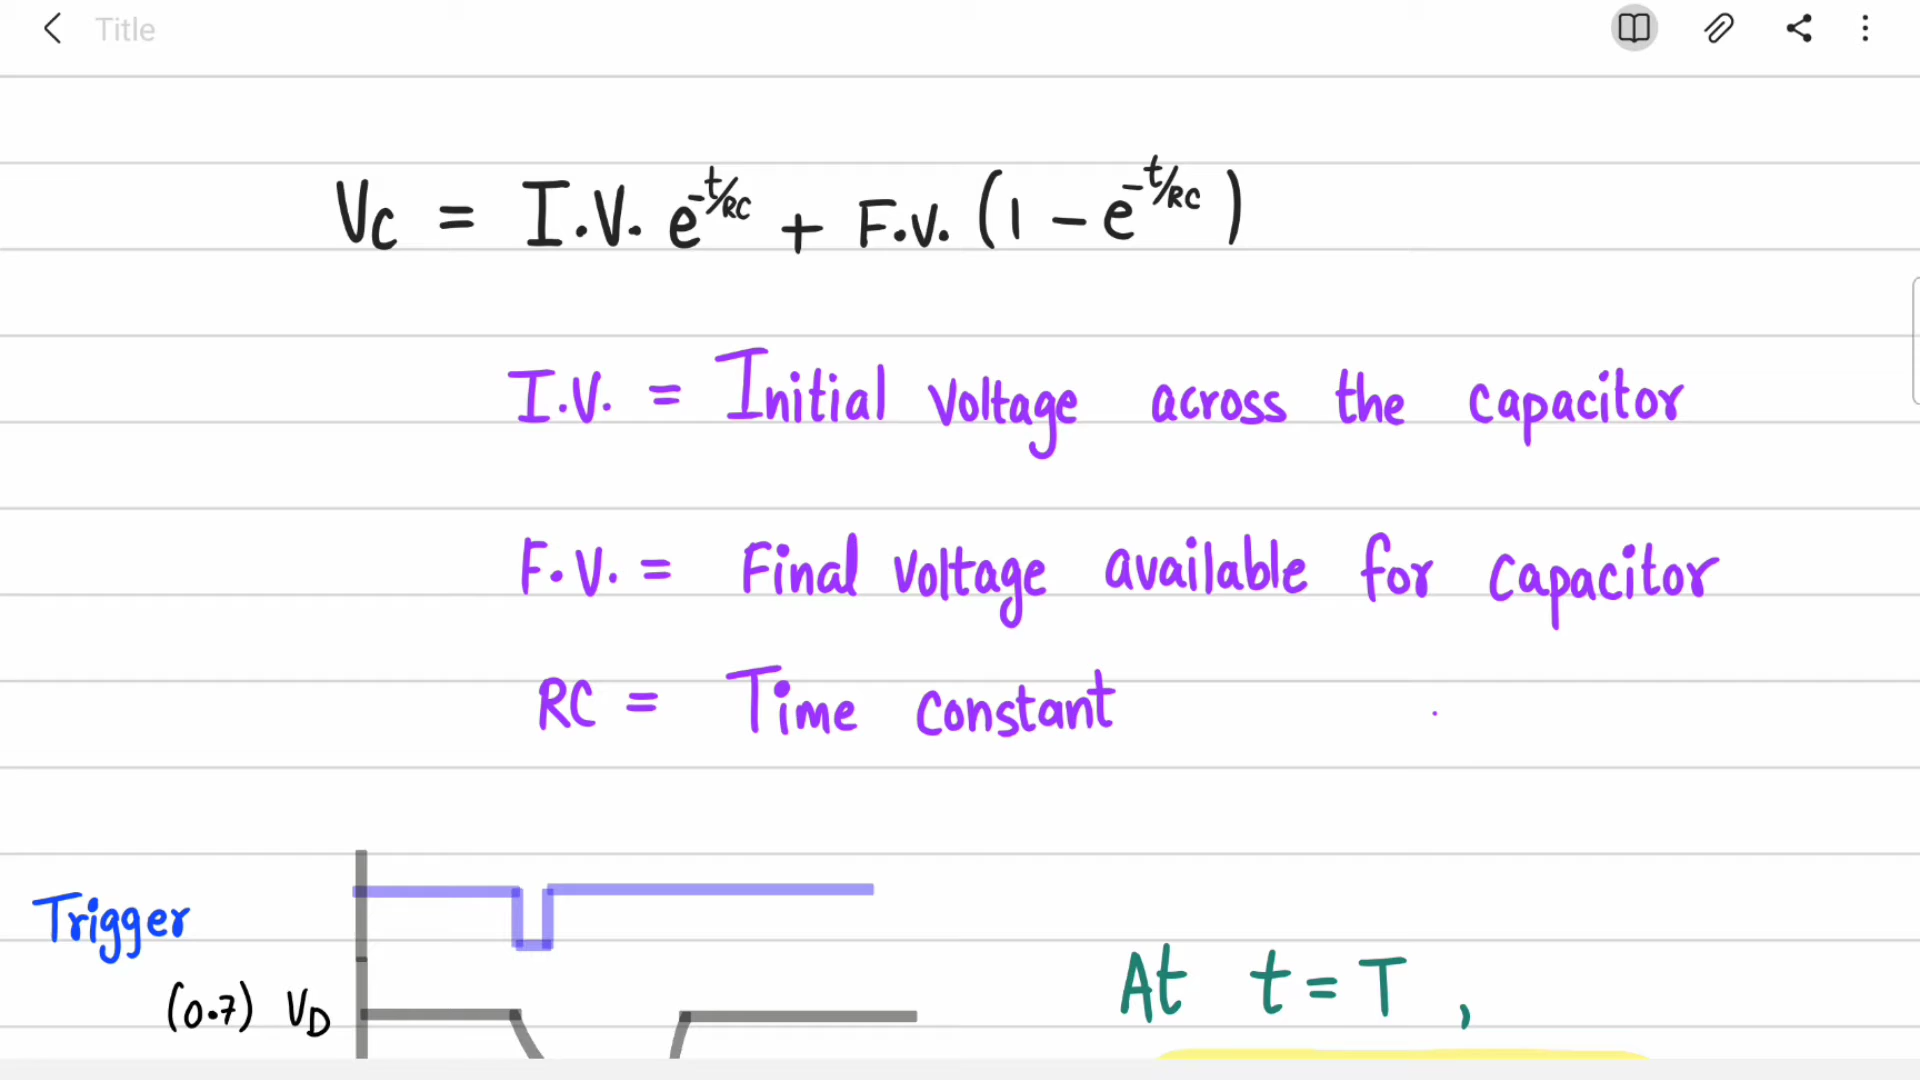 Title
Vc = I.V. e^-t/RC + F.V. (1 - e^-t/RC)
I.V. = Initial Voltage across the capacitor
F.V. = Final voltage available for capacitor
RC = Time constant
Trigger
(0.7) VD
At t = T ,